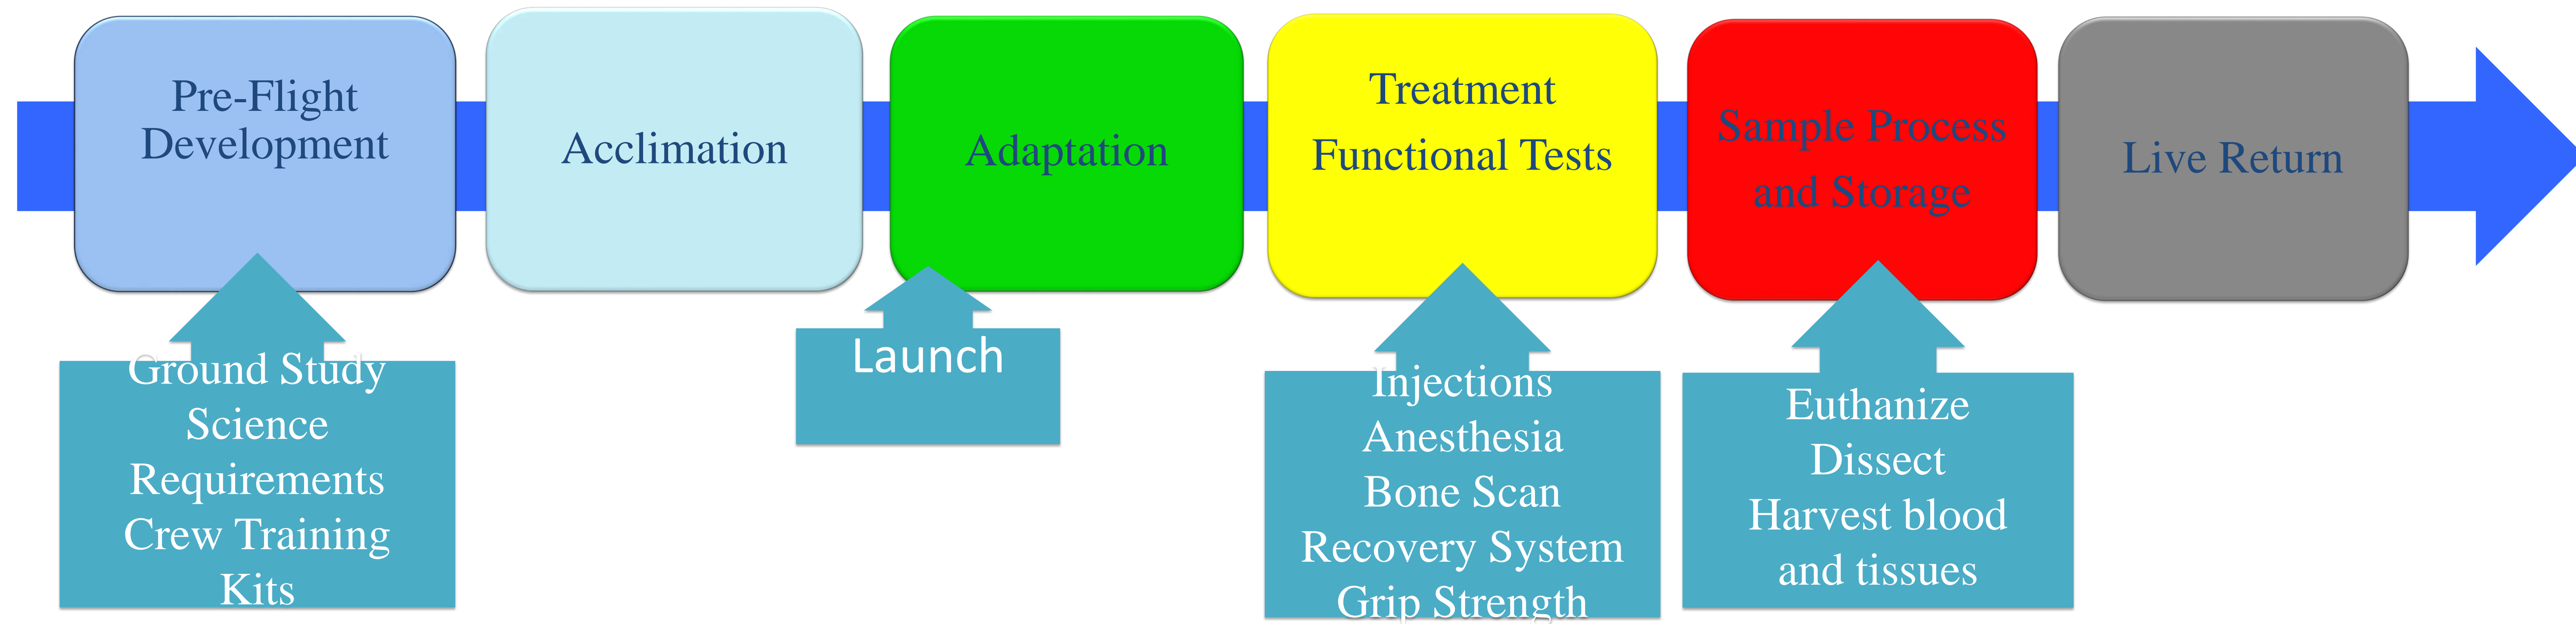 Pre-Flight
Development
Acclimation
Adaptation
Treatment
Functional Tests
Sample Process
and Storage
Live Return
Ground Study
Science
Requirements
Crew Training
Kits
Launch
Injections
Anesthesia
Bone Scan
Recovery System
Grip Strength
Euthanize
Dissect
Harvest blood
and tissues